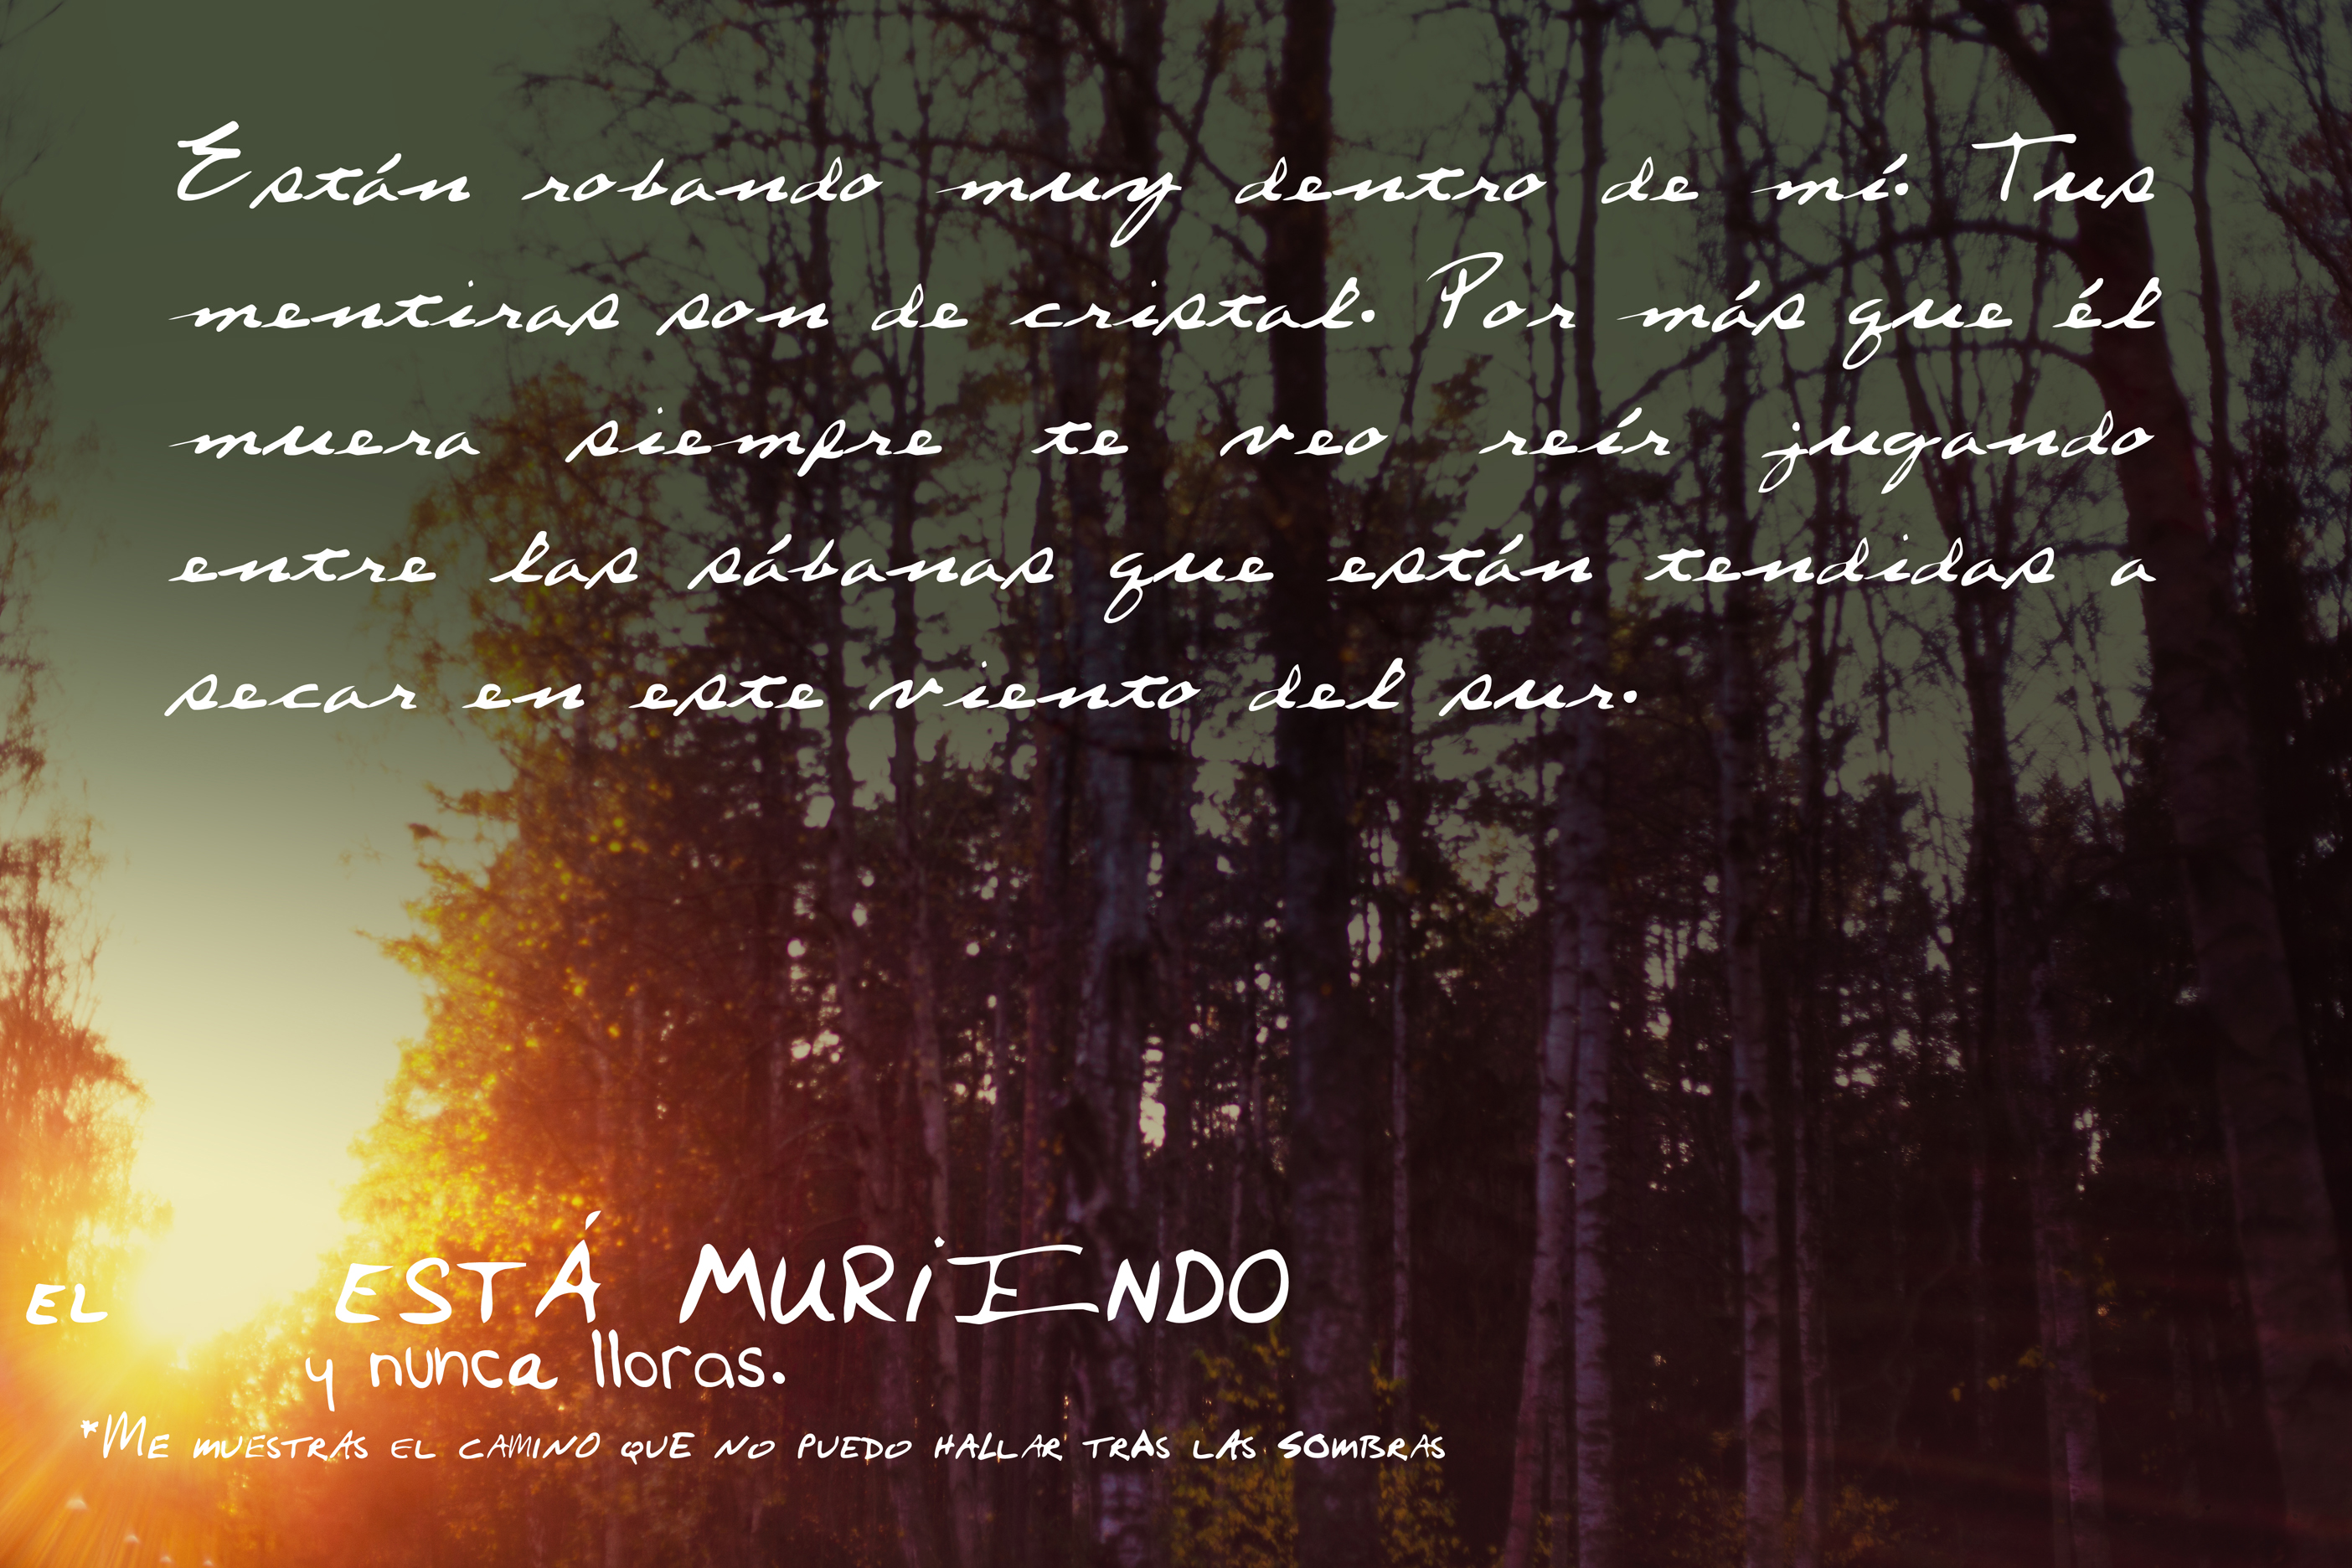 Están robando muy dentro de mí. Tus
mentiras son de cristal. Por más que él
muera siempre te veo reír jugando
entre las sábanas que están tendidas a
secar en este viento del sur.
EL ESTÁ MURiENDO
y nunca lloras.
*ME MUESTRAS EL CAMINO QUE NO PUEDO HALLAR TRAS LAS SOMBRAS